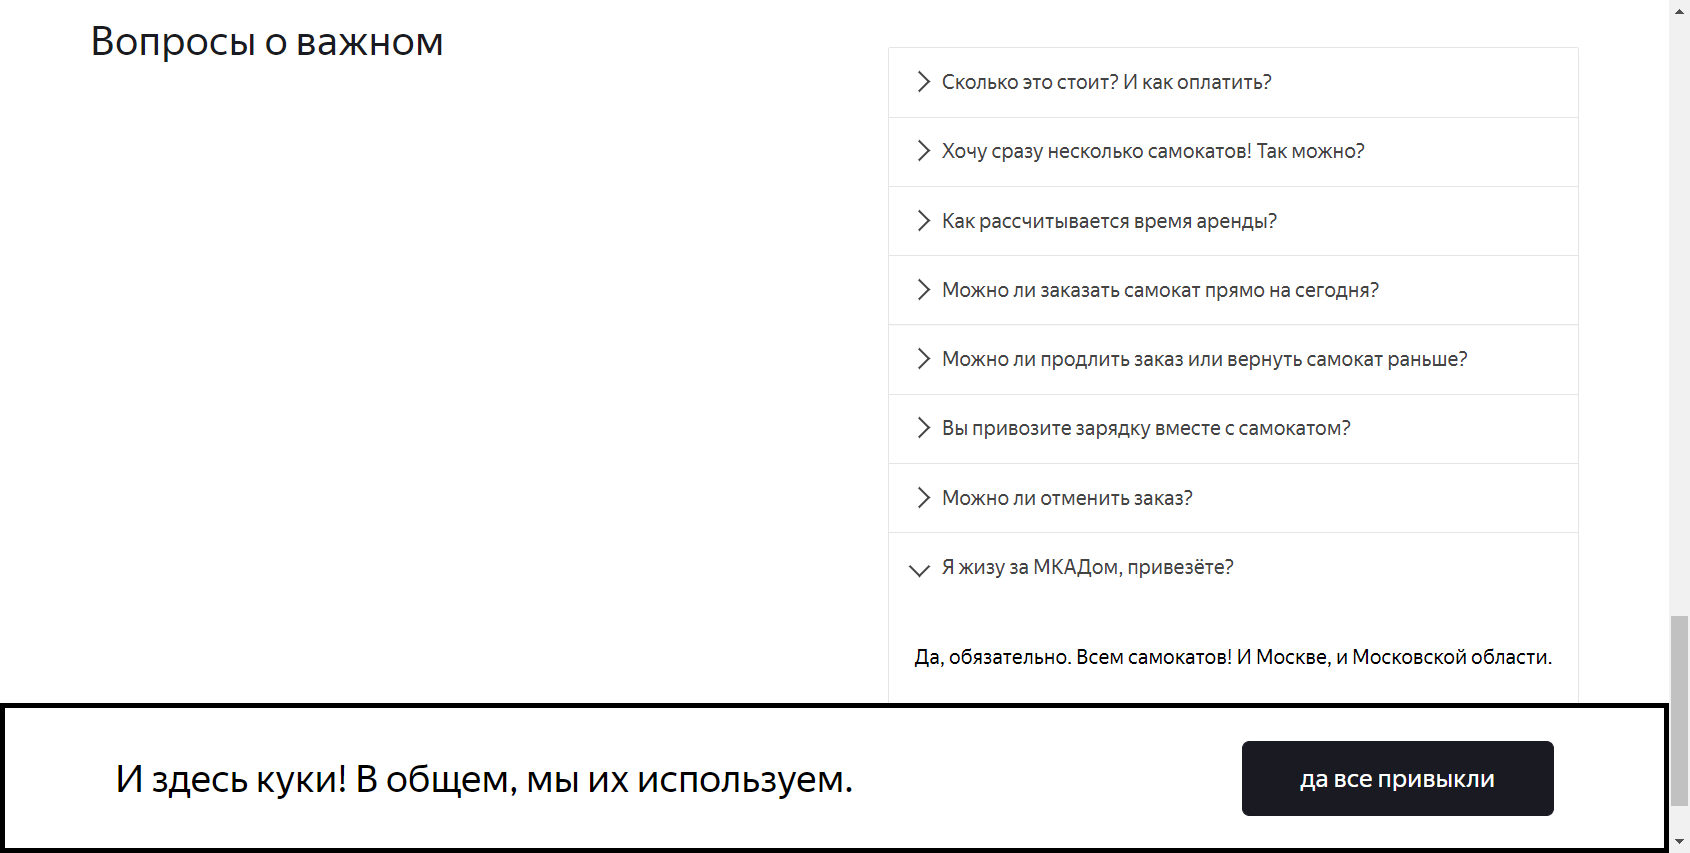 Вопросы о важном
Сколько это стоит? И как оплатить?
Хочу сразу несколько самокатов! Так можно?
Как рассчитывается время аренды?
Можно ли заказать самокат прямо на сегодня?
Можно ли продлить заказ или вернуть самокат раньше?
Вы привозите зарядку вместе с самокатом?
Можно ли отменить заказ?
Я жизу за МКАДом, привезёте?
Да, обязательно. Всем самокатов! И Москве, и Московской области.
И здесь куки! В общем, мы их используем.
да все привыкли